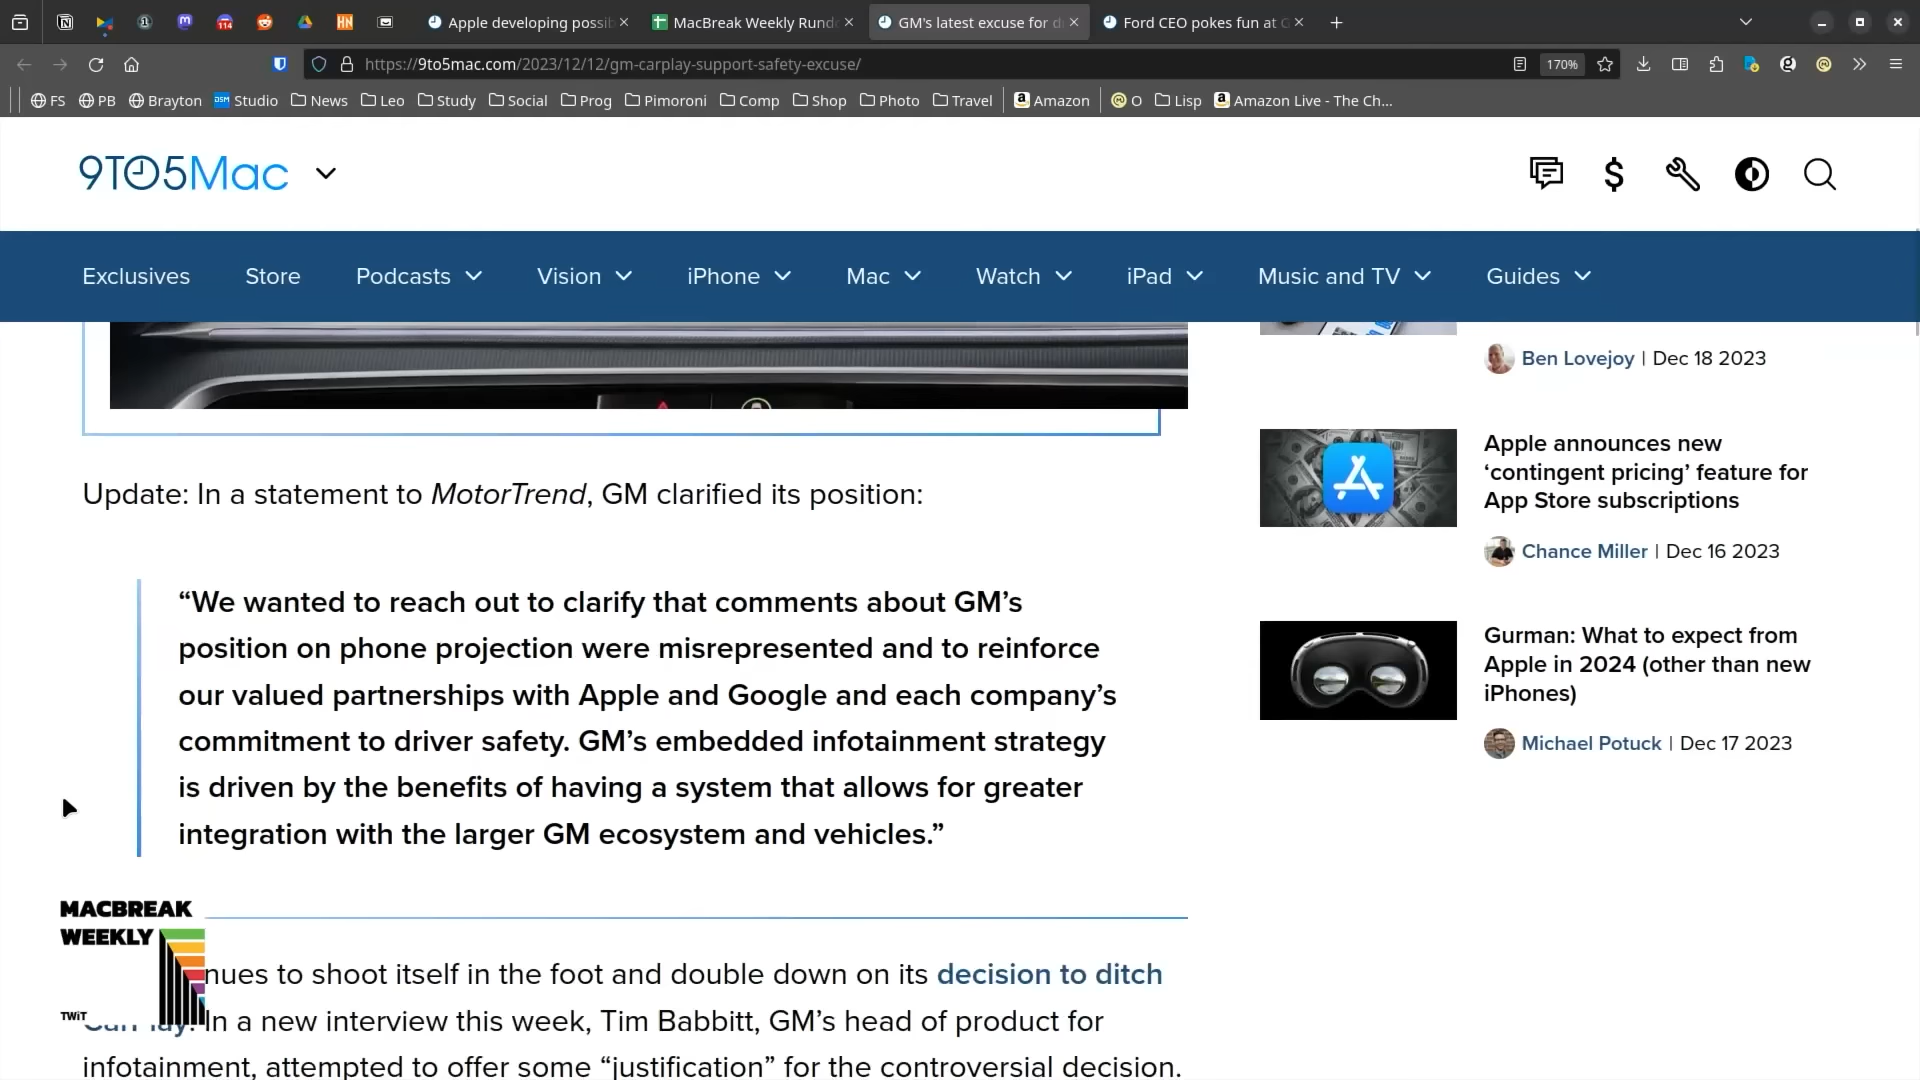 Apple developing possib
MacBreak Weekly Rund
GM's latest excuse for d
Ford CEO pokes fun at G
114
HN
https://9to5mac.com/2023/12/12/gm-carplay-support-safety-excuse/
170%
FS
PB
Brayton
DSM Studio
News
Leo
Study
Social
Prog
Pimoroni
Comp
Shop
Photo
Travel
Amazon
O
Lisp
Amazon Live - The Ch...
9TO5Mac
Exclusives
Store
Podcasts
Vision
iPhone
Mac
Watch
iPad
Music and TV
Guides
Update: In a statement to MotorTrend, GM clarified its position:
“We wanted to reach out to clarify that comments about GM’s
position on phone projection were misrepresented and to reinforce
our valued partnerships with Apple and Google and each company’s
commitment to driver safety. GM’s embedded infotainment strategy
is driven by the benefits of having a system that allows for greater
integration with the larger GM ecosystem and vehicles.”
nues to shoot itself in the foot and double down on its decision to ditch
In a new interview this week, Tim Babbitt, GM’s head of product for
infotainment, attempted to offer some “justification” for the controversial decision.
MACBREAK
WEEKLY
TWiT
Ben Lovejoy | Dec 18 2023
Apple announces new
‘contingent pricing’ feature for
App Store subscriptions
Chance Miller | Dec 16 2023
Gurman: What to expect from
Apple in 2024 (other than new
iPhones)
Michael Potuck | Dec 17 2023